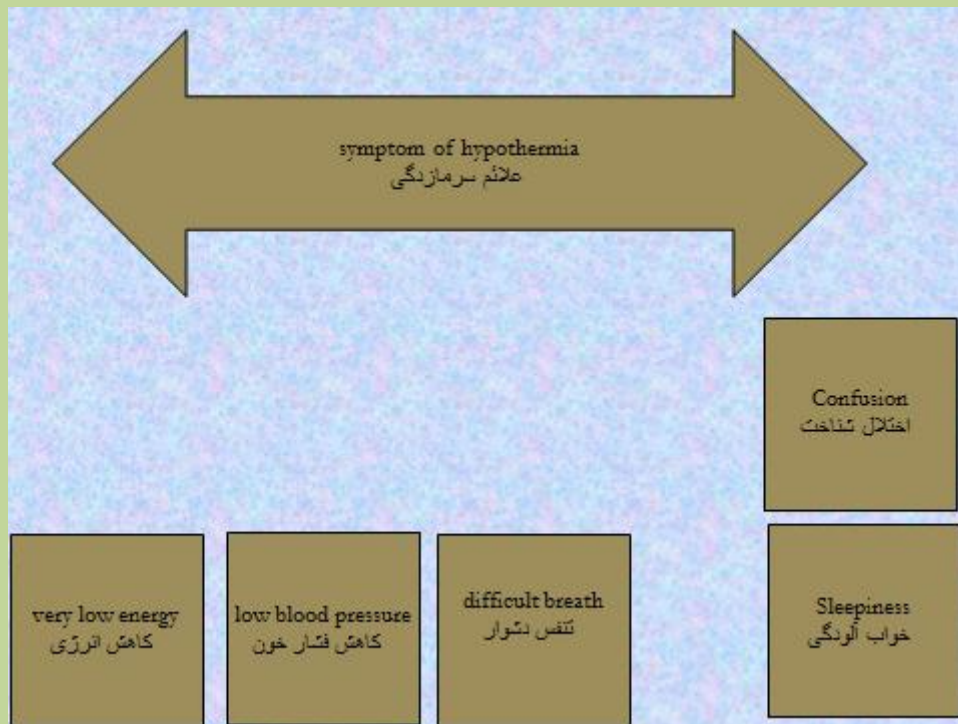 symptom of hypothermia
علائم سرمازدگی
Confusion
اختلال شناخت
very low energy
کاهش انرژی
low blood pressure
کاهش فشار خون
difficult breath
تنفس دشوار
Sleepiness
خواب آلودگی